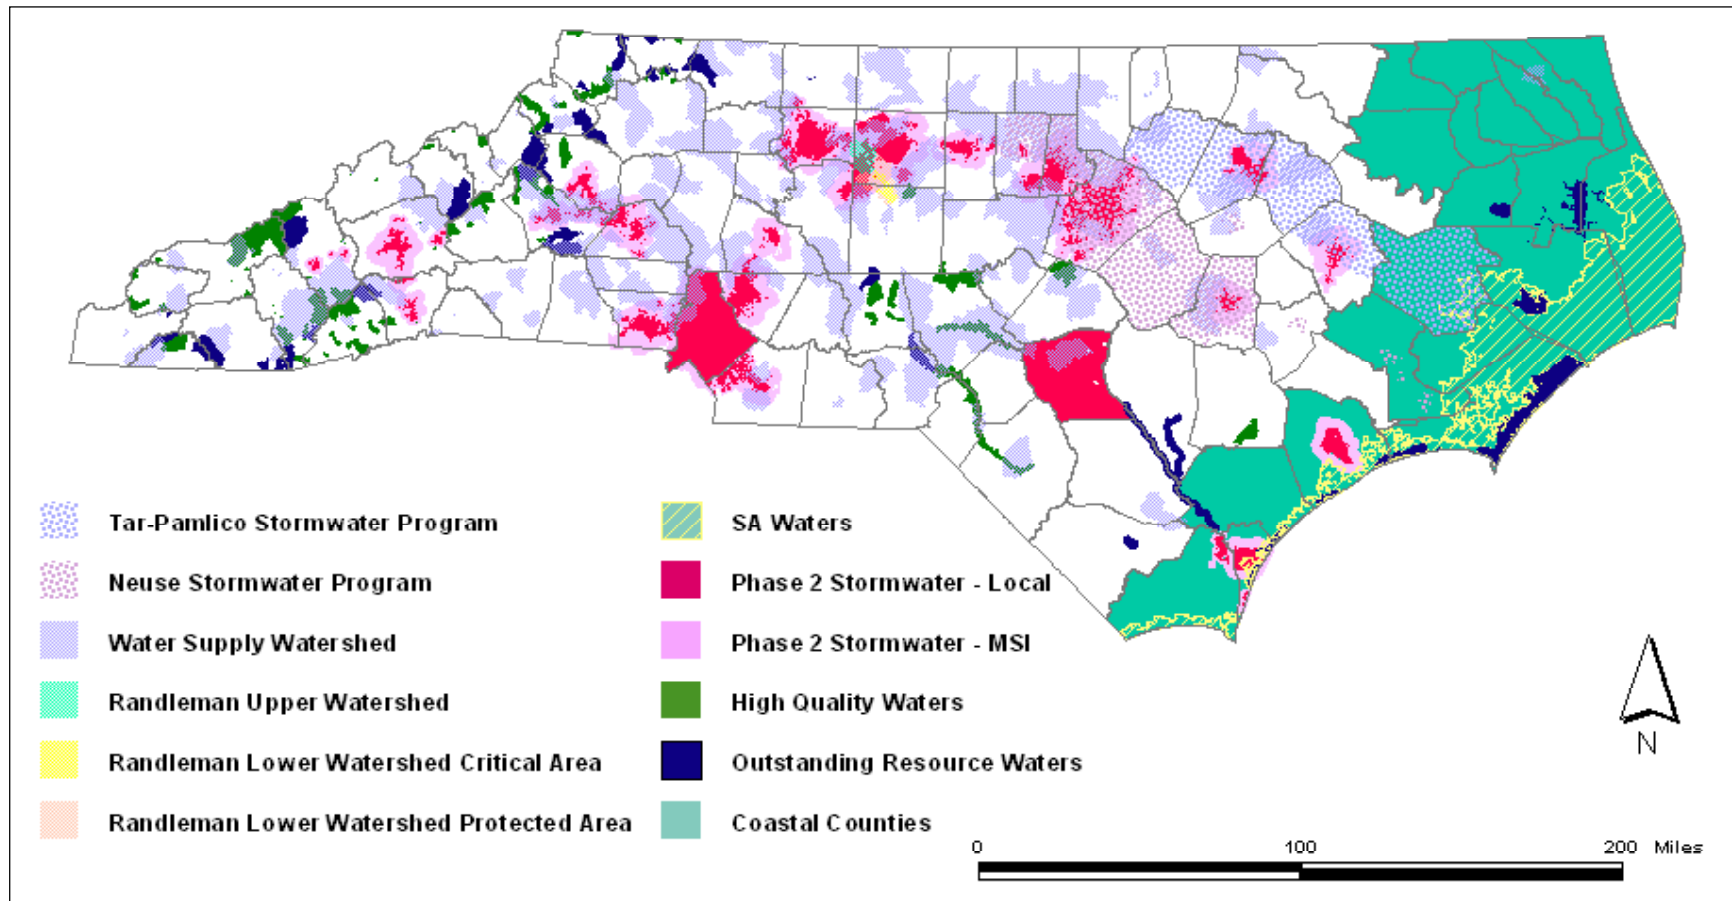 Tar-Pamlico Stormwater Program
Neuse Stormwater Program
Water Supply Watershed
Randleman Upper Watershed
Randleman Lower Watershed Critical Area
Randleman Lower Watershed Protected Area
SA Waters
Phase 2 Stormwater - Local
Phase 2 Stormwater - MSI
High Quality Waters
Outstanding Resource Waters
Coastal Counties
N
0 100 200 Miles